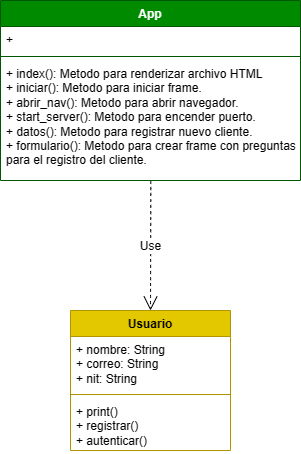 App
+
+ index(): Metodo para renderizar archivo HTML
+ iniciar(): Metodo para iniciar frame.
+ abrir_nav(): Metodo para abrir navegador.
+ start_server(): Metodo para encender puerto.
+ datos(): Metodo para registrar nuevo cliente.
+ formulario(): Metodo para crear frame con preguntas
para el registro del cliente.
Use
Usuario
+ nombre: String
+ correo: String
+ nit: String
+ print()
+ registrar()
+ autenticar()